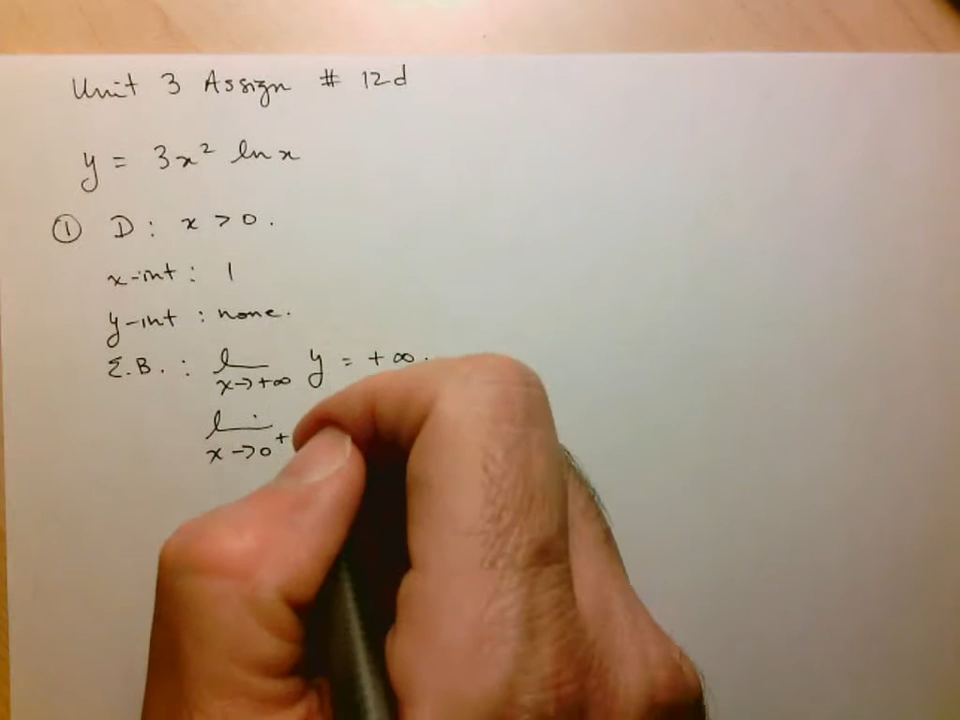 Unit 3 Assign # 12d
y = 3x² ln x
① D : x > 0 .
x-int : 1
y-int : none.
E.B. : lim y = +∞.
x→+∞
lim
x→0⁺